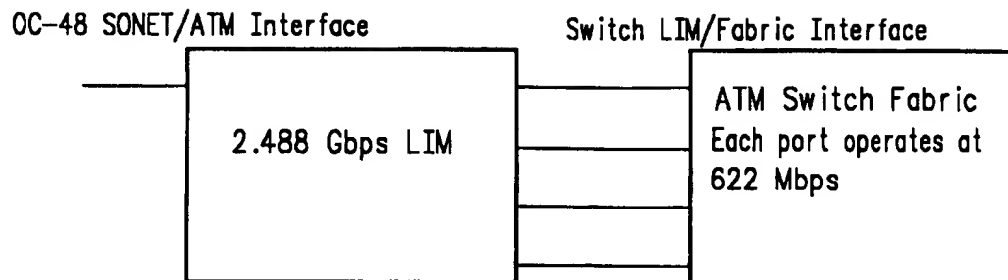 OC-48 SONET/ATM Interface
Switch LIM/Fabric Interface
2.488 Gbps LIM
ATM Switch Fabric
Each port operates at
622 Mbps